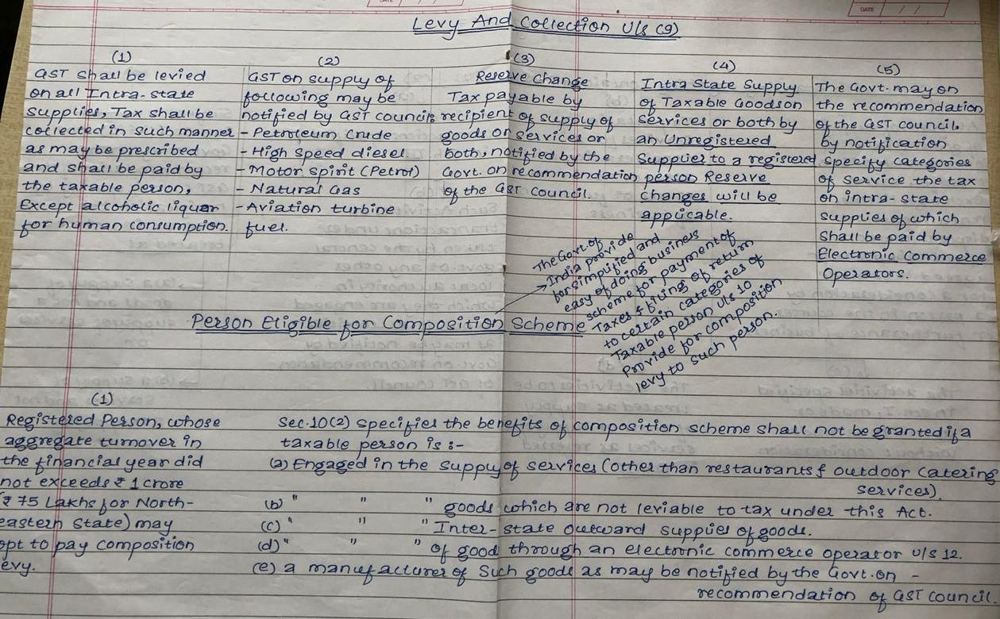 DATE
DATE
Levy And Collection U/s (9)
(1)
GST shall be levied
on all Intra-state
supplies, Tax shall be
collected in such manner
as may be prescribed
and shall be paid by
the taxable person,
Except alcoholic liquar
for human consumption.
(2)
GST on supply of
following may be
notified by GST council:
- Petroleum Crude
- High Speed diesel
- Motor spirit (Petrol)
- Natural Gas
- Aviation turbine
fuel.
(3)
Reserve Change
Tax payable by
recipient of supply of
goods or services or
both, notified by the
Govt. on recommendation
of the GST Council.
(4)
Intra State Supply
of Taxable Goods on
services or both by
an Unregistered
Supplier to a registered
person Reserve
Changes will be
applicable.
(5)
The Govt. may on
the recommendation
of the GST council
by notification
specify categories
of service the tax
on intra-state
supplies of which
Shall be paid by
Electronic Commerce
Operators.
The Govt. of
India provide
for simplified and
easy of doing business
scheme for payment of
Taxes & filing of return
to certain categories of
Taxable person U/s 10
Provide for composition
levy to such person.
Person Eligible for Composition Scheme
(1)
Registered Person, whose
aggregate turnover in
the financial year did
not exceeds ₹ 1 crore
(₹ 75 Lakhs for North-
eastern State) may
opt to pay composition
levy.
Sec.10(2) specifies the benefits of composition scheme shall not be granted if a
taxable person is :-
(a) Engaged in the supply of services (other than restaurants & outdoor catering
services).
(b) " " " goods which are not leviable to tax under this Act.
(c) " " " Inter-state outward supplies of goods.
(d) " " " of good through an electronic commerce operator U/S 12.
(e) a manufacturer of Such goods as may be notified by the Govt. on -
recommendation of GST council